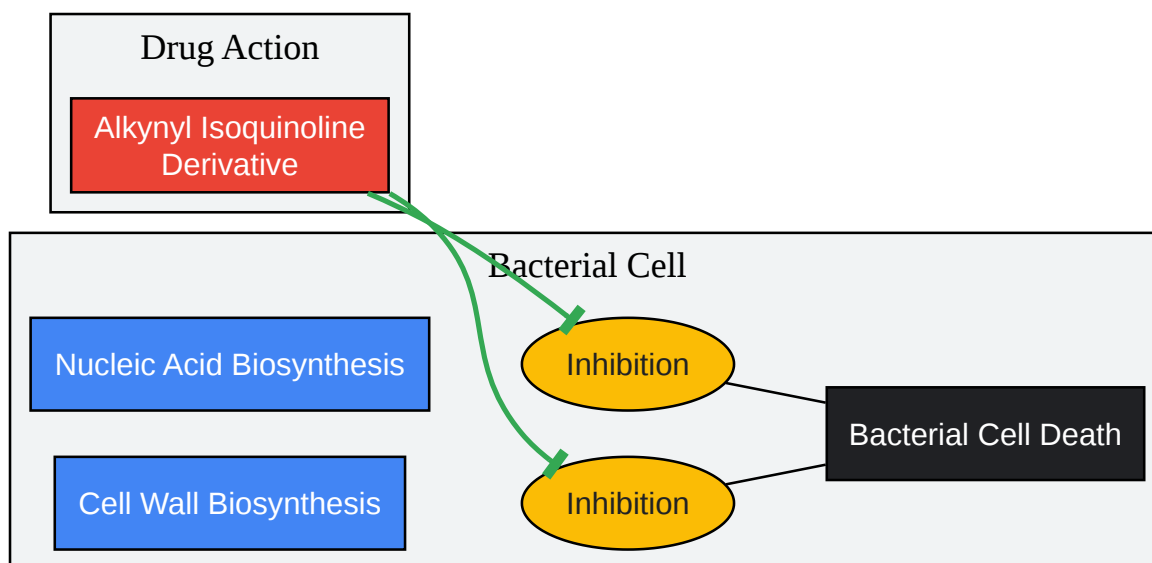 Drug Action
Alkynyl Isoquinoline
Derivative
Bacterial Cell
Nucleic Acid Biosynthesis
Inhibition
Bacterial Cell Death
Cell Wall Biosynthesis
Inhibition